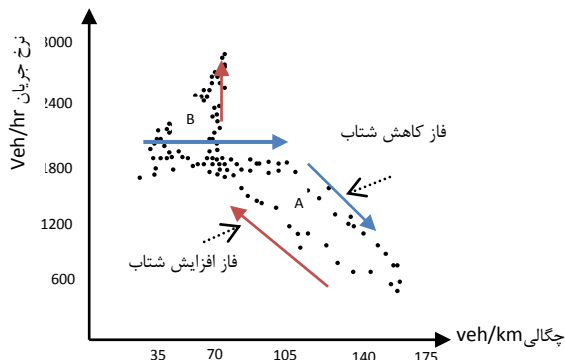 نرخ جریان Veh/hr
3000
2400
B
فاز کاهش شتاب
1800
A
1200
فاز افزایش شتاب
600
چگالی veh/km
35 70 105 140 175